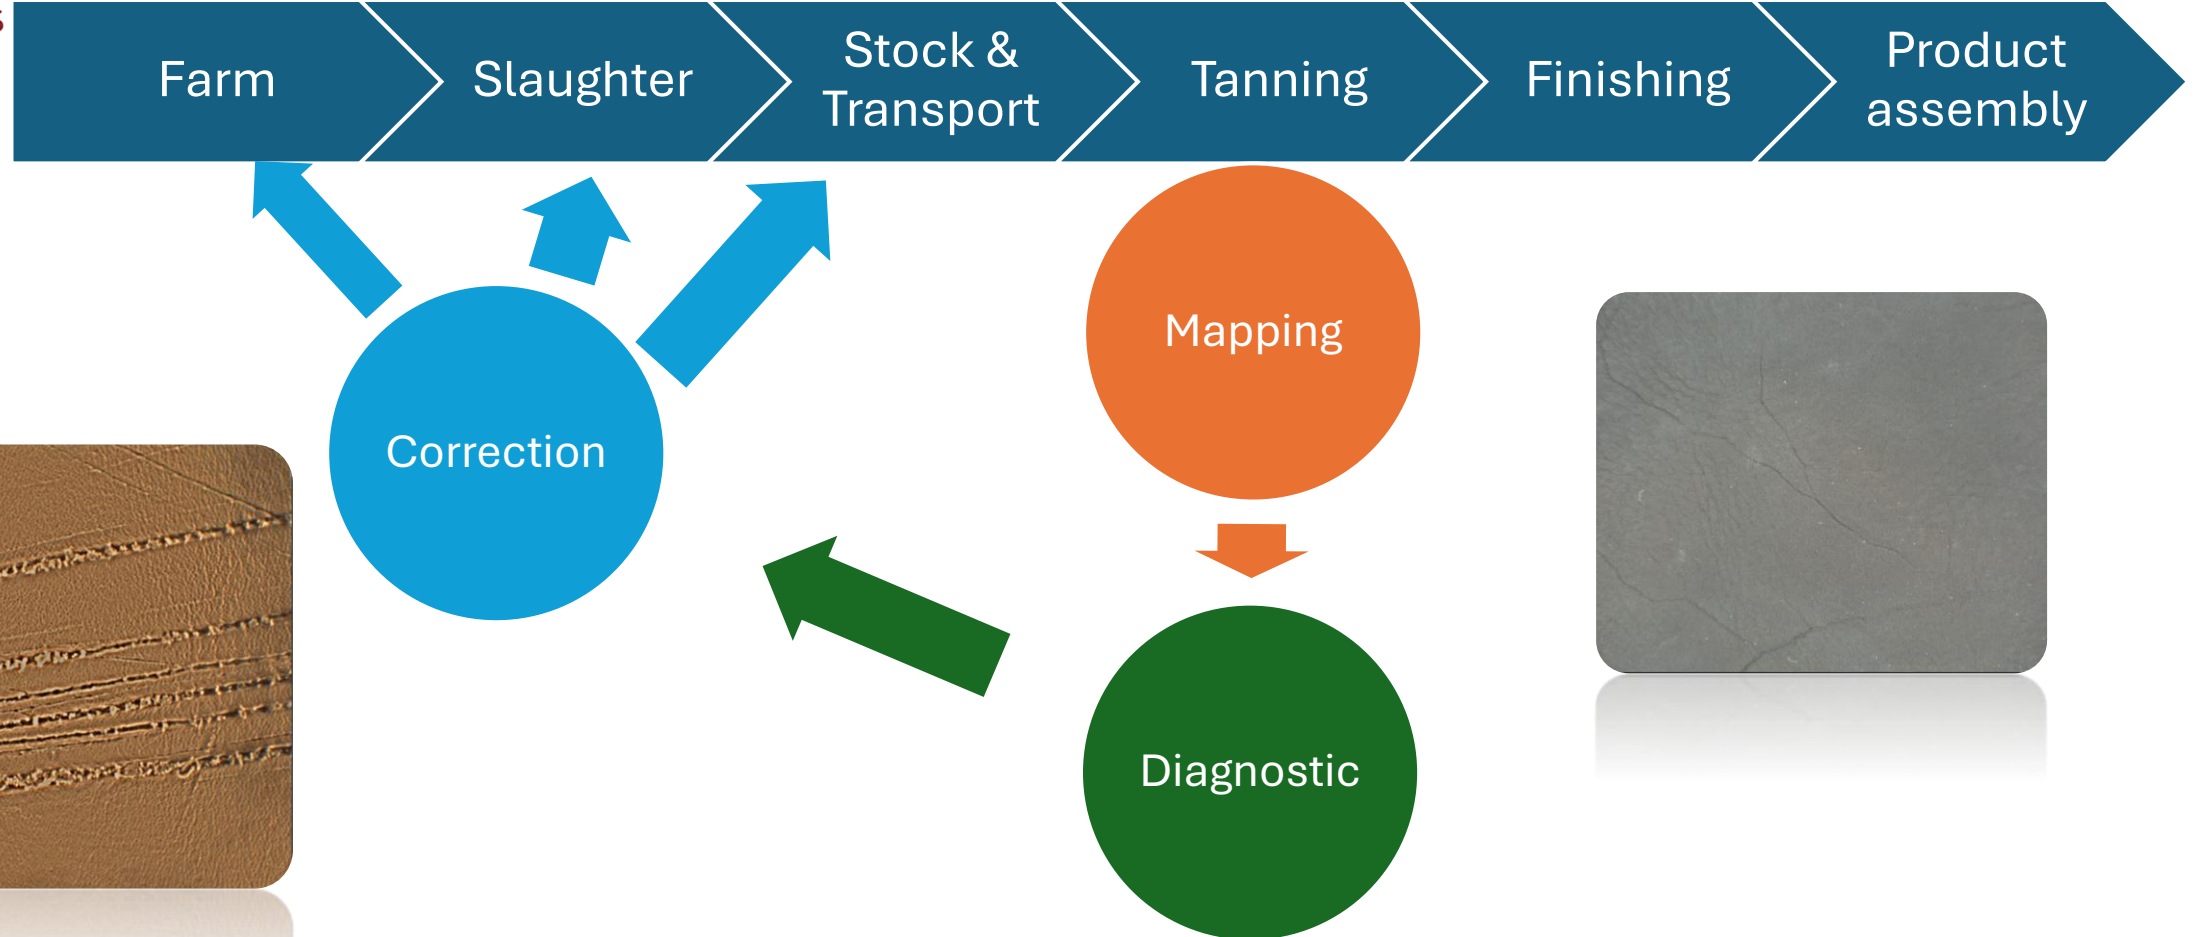 Farm
Slaughter
Stock &
Transport
Tanning
Finishing
Product
assembly
Mapping
Correction
Diagnostic